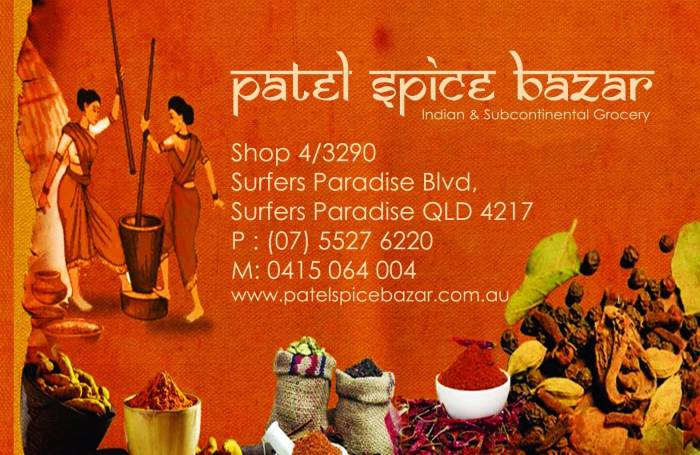 Patel Spice Bazar
Indian & Subcontinental Grocery
Shop 4/3290
Surfers Paradise Blvd,
Surfers Paradise QLD 4217
P : (07) 5527 6220
M: 0415 064 004
www.patelspicebazar.com.au